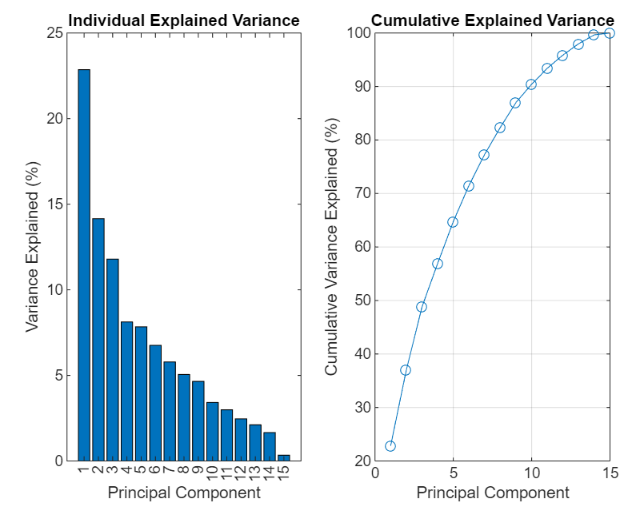 Individual Explained Variance
Variance Explained (%)
25
20
15
10
5
0
1 2 3 4 5 6 7 8 9 10 11 12 13 14 15
Principal Component
Cumulative Explained Variance
Cumulative Variance Explained (%)
100
90
80
70
60
50
40
30
20
0 5 10 15
Principal Component